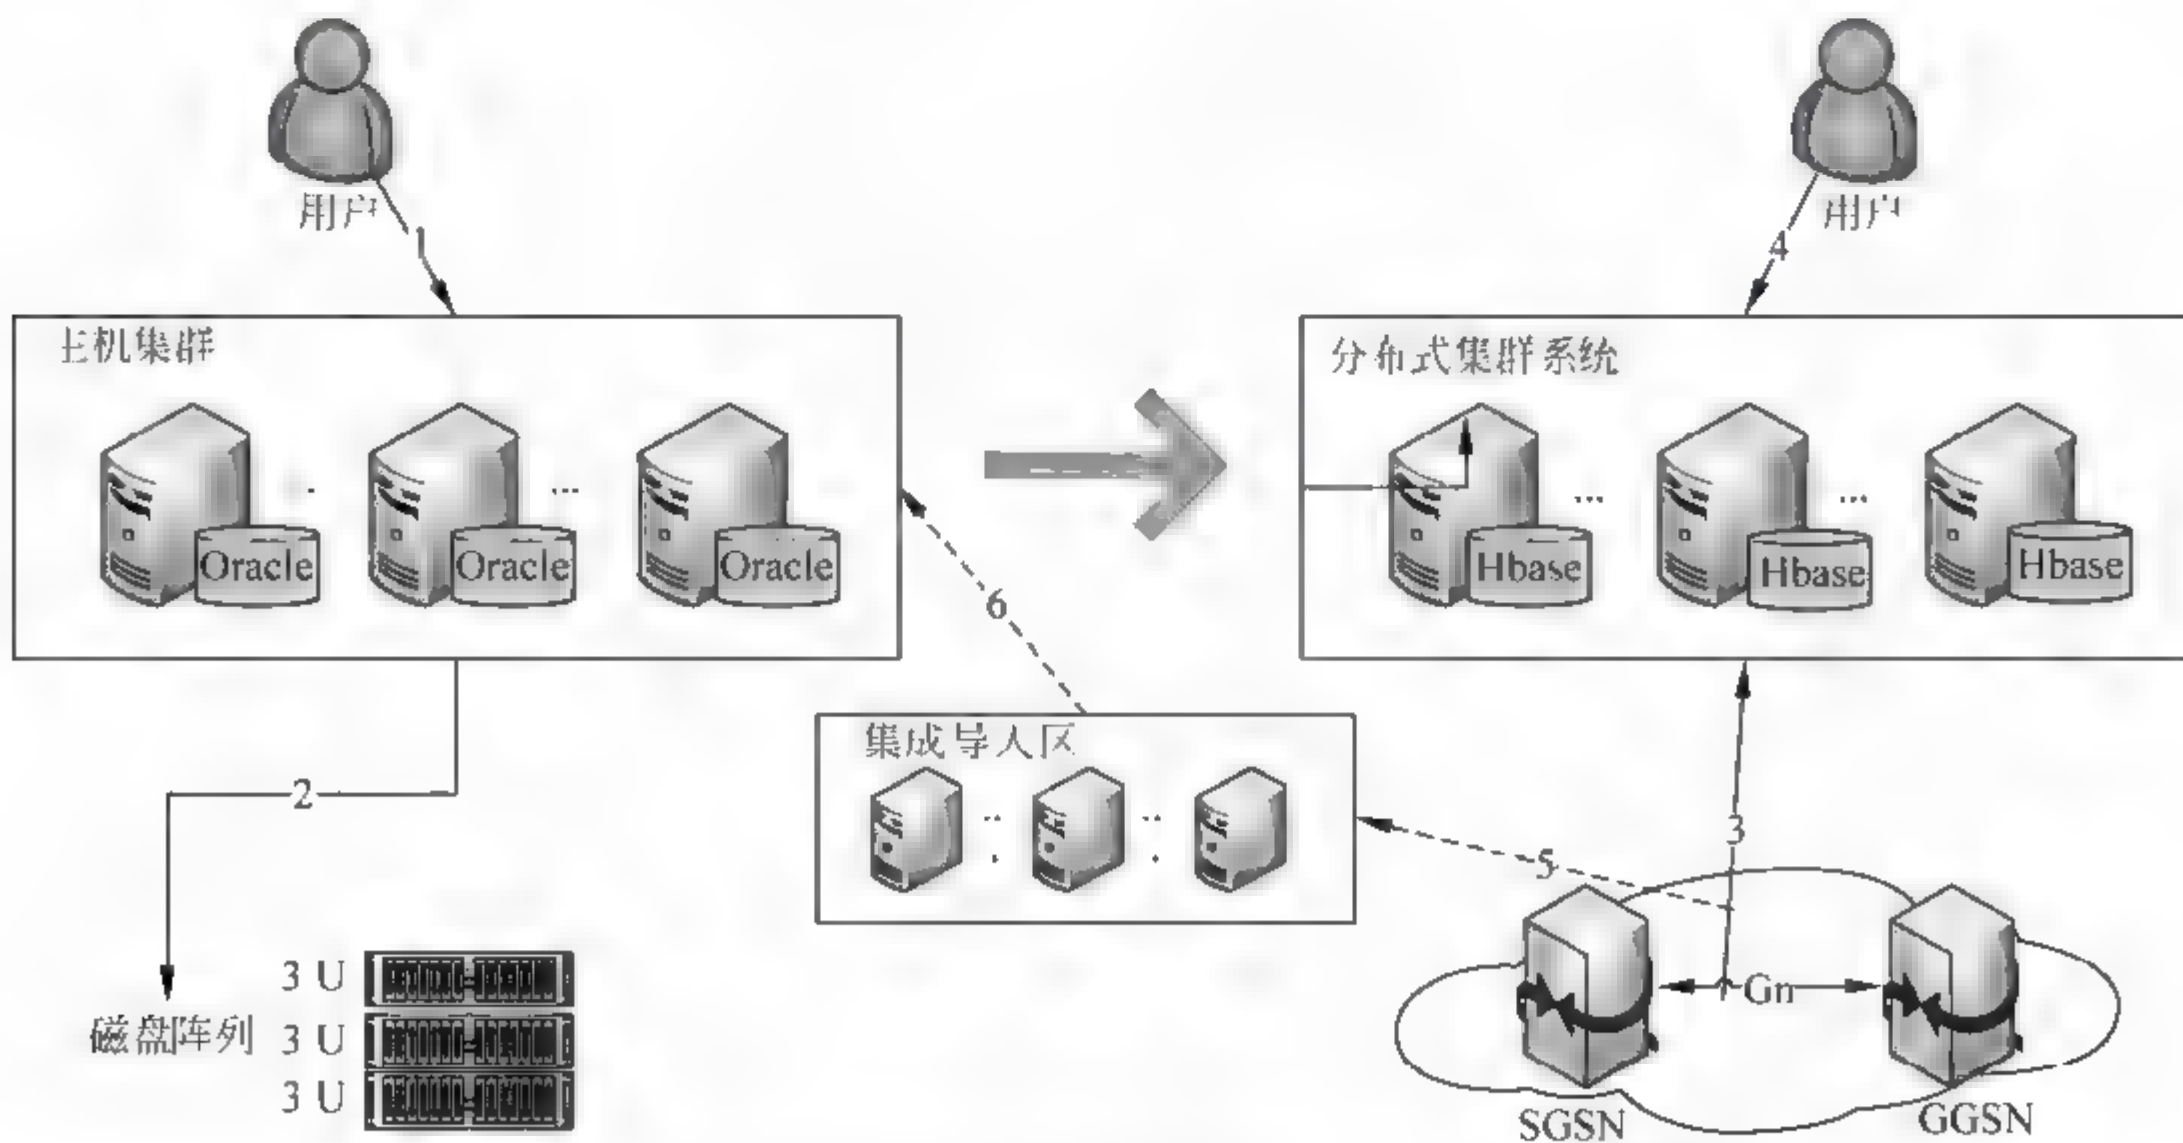 用户
用户
1
4
主机集群
分布式集群系统
...
...
...
Oracle
Oracle
Oracle
Hbase
Hbase
Hbase
6
集成导人区
2
3
5
3 U
磁盘阵列
3 U
3 U
Gn
SGSN
GGSN